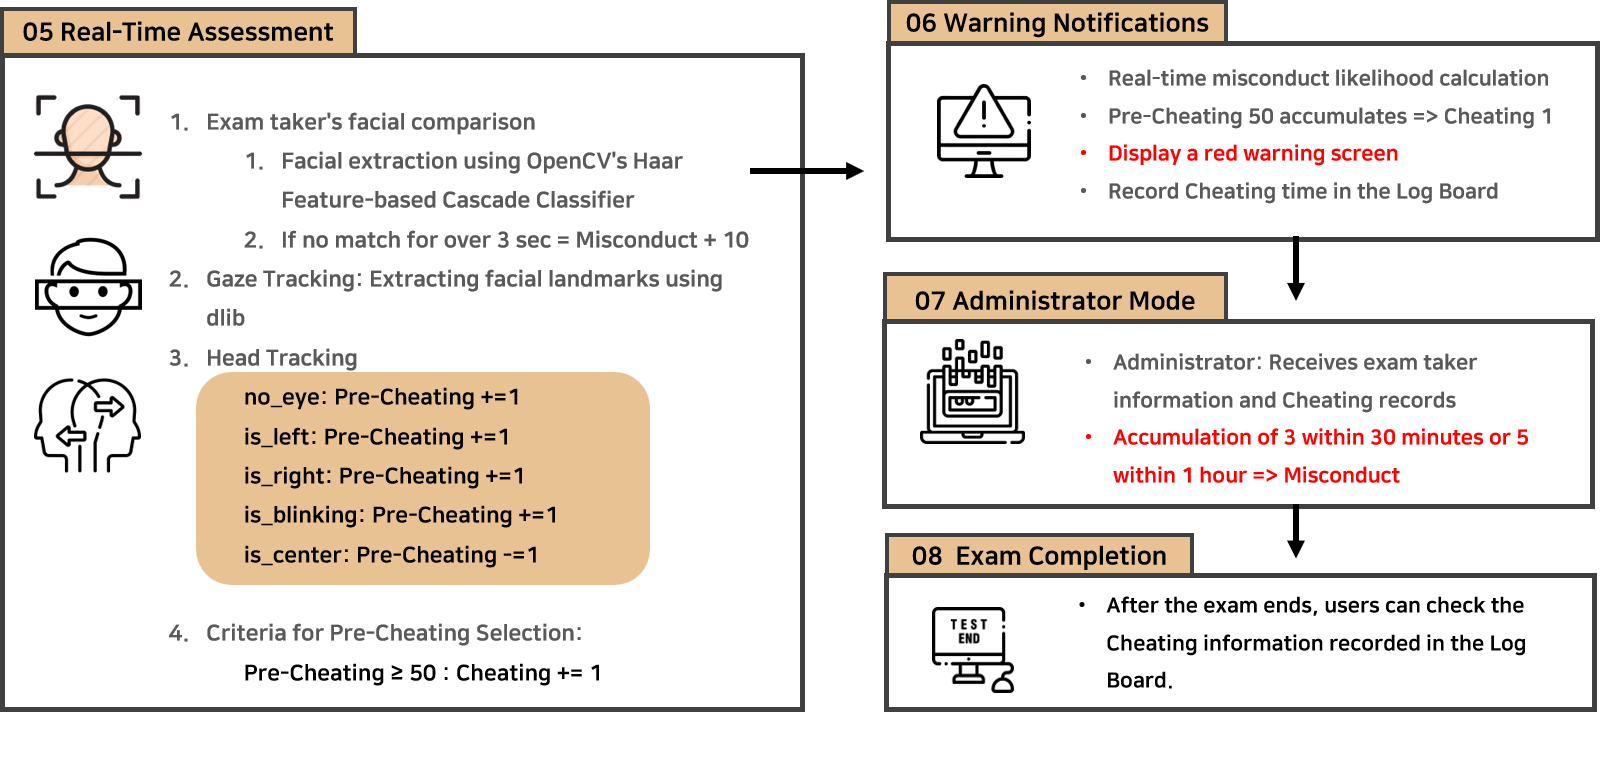 05 Real-Time Assessment
1. Exam taker's facial comparison
1. Facial extraction using OpenCV's Haar
Feature-based Cascade Classifier
2. If no match for over 3 sec = Misconduct + 10
2. Gaze Tracking: Extracting facial landmarks using
dlib
3. Head Tracking
no_eye: Pre-Cheating +=1
is_left: Pre-Cheating +=1
is_right: Pre-Cheating +=1
is_blinking: Pre-Cheating +=1
is_center: Pre-Cheating -=1
4. Criteria for Pre-Cheating Selection:
Pre-Cheating ≥ 50 : Cheating += 1
06 Warning Notifications
• Real-time misconduct likelihood calculation
• Pre-Cheating 50 accumulates => Cheating 1
• Display a red warning screen
• Record Cheating time in the Log Board
07 Administrator Mode
• Administrator: Receives exam taker
information and Cheating records
• Accumulation of 3 within 30 minutes or 5
within 1 hour => Misconduct
08 Exam Completion
TEST
END
• After the exam ends, users can check the
Cheating information recorded in the Log
Board.